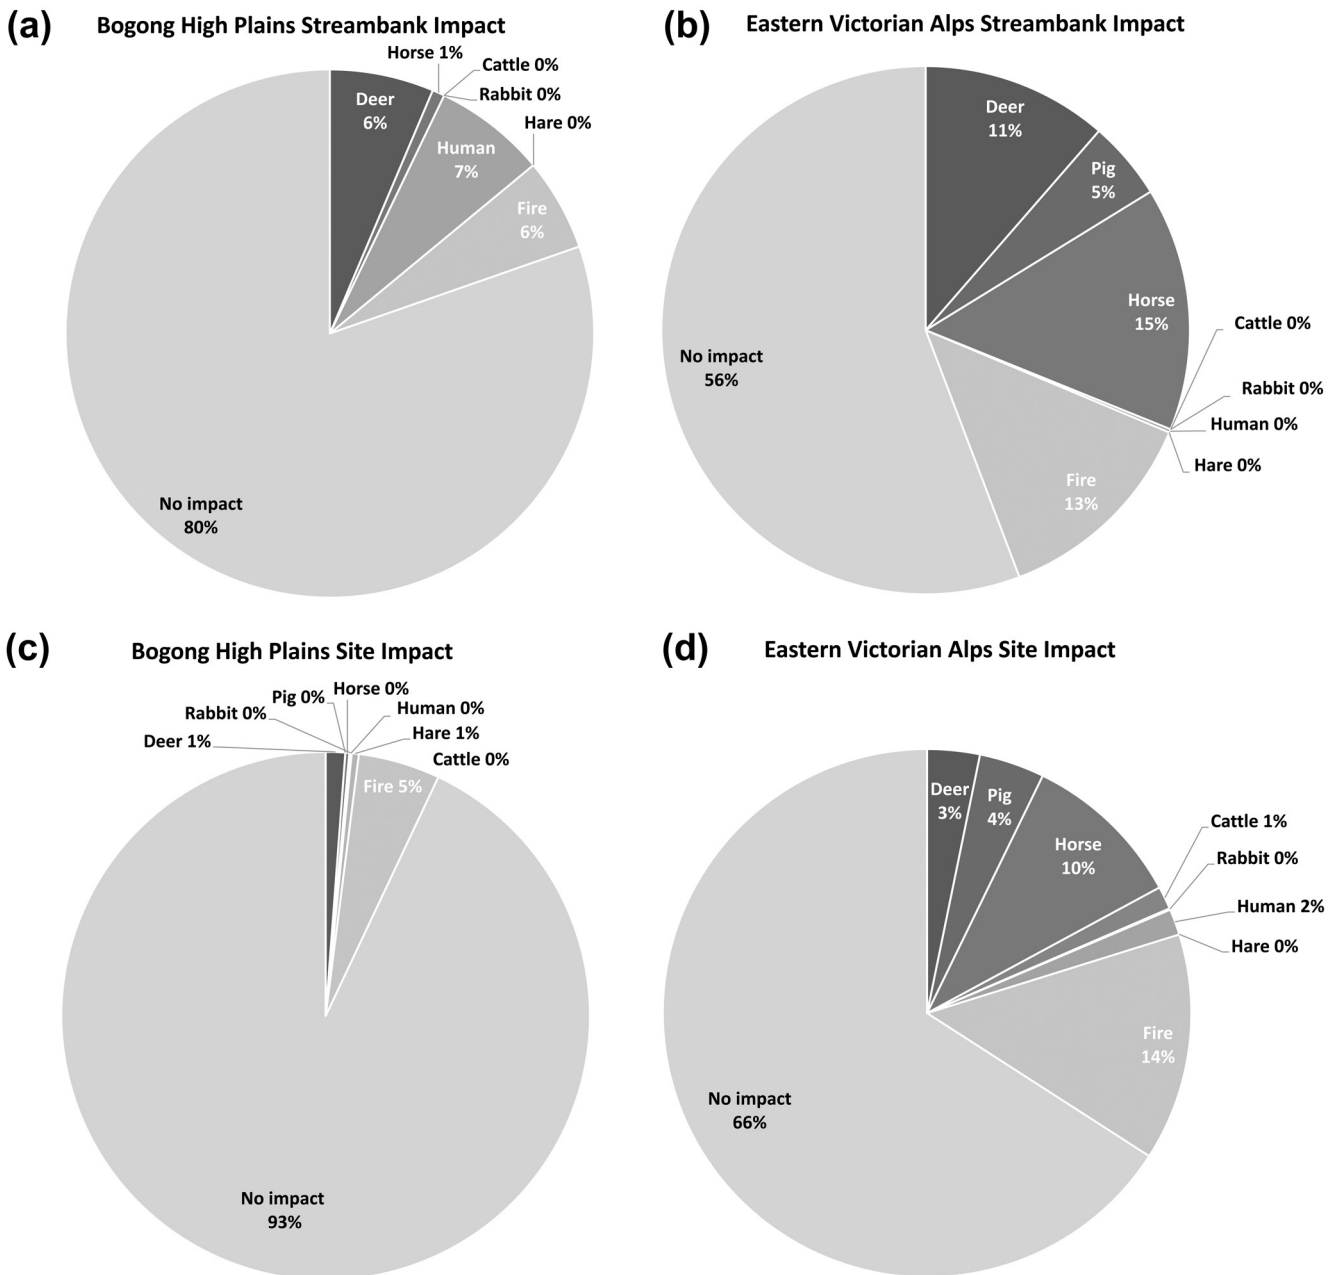 (a)
Bogong High Plains Streambank Impact
Horse 1%
Cattle 0%
Rabbit 0%
Hare 0%
Deer
6%
Human
7%
Fire
6%
No impact
80%
(b)
Eastern Victorian Alps Streambank Impact
Deer
11%
Pig
5%
Horse
15%
Cattle 0%
Rabbit 0%
Human 0%
Hare 0%
Fire
13%
No impact
56%
(c)
Bogong High Plains Site Impact
Horse 0%
Pig 0%
Human 0%
Rabbit 0%
Hare 1%
Deer 1%
Cattle 0%
Fire 5%
No impact
93%
(d)
Eastern Victorian Alps Site Impact
Deer
3%
Pig
4%
Horse
10%
Cattle 1%
Rabbit 0%
Human 2%
Hare 0%
Fire
14%
No impact
66%